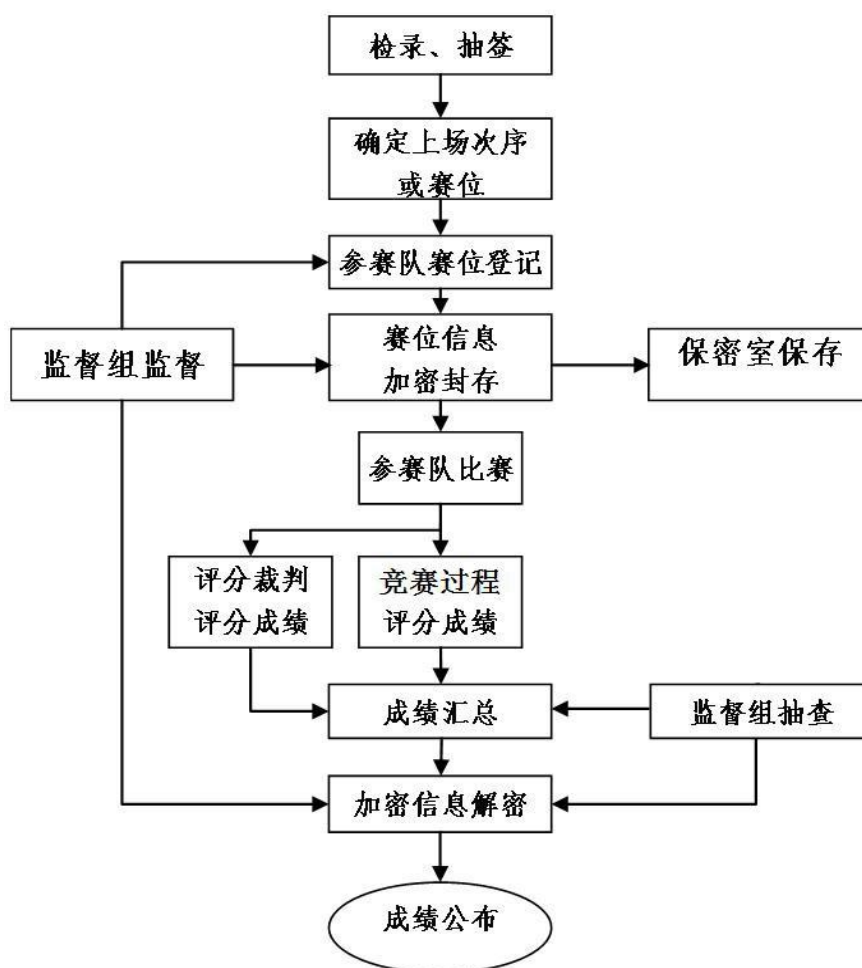 检录、抽签
确定上场次序
或赛位
参赛队赛位登记
监督组监督
赛位信息
加密封存
保密室保存
参赛队比赛
评分裁判
评分成绩
竞赛过程
评分成绩
成绩汇总
监督组抽查
加密信息解密
成绩公布